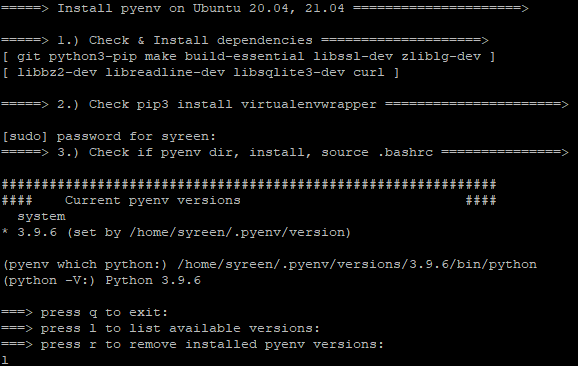 =====> Install pyenv on Ubuntu 20.04, 21.04 =====================>
=====> 1.) Check & Install dependencies ====================>
[ git python3-pip make build-essential libssl-dev zliblg-dev ]
[ libbz2-dev libreadline-dev libsqlite3-dev curl ]
=====> 2.) Check pip3 install virtualenvwrapper ======================>
[sudo] password for syreen:
=====> 3.) Check if pyenv dir, install, source .bashrc ===============>
##############################################################
####    Current pyenv versions                            ####
  system
* 3.9.6 (set by /home/syreen/.pyenv/version)
(pyenv which python:) /home/syreen/.pyenv/versions/3.9.6/bin/python
(python -V:) Python 3.9.6
===> press q to exit:
===> press l to list available versions:
===> press r to remove installed pyenv versions:
l